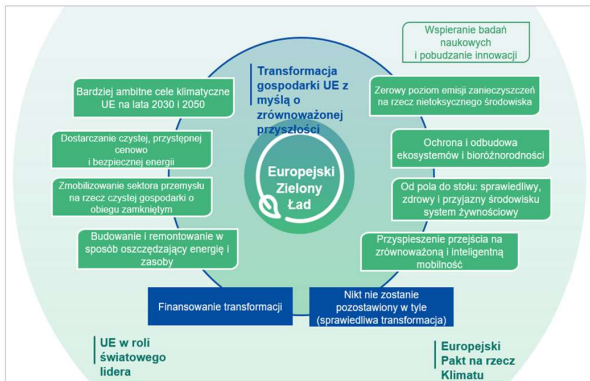 Wspieranie badań
naukowych
i pobudzanie innowacji
Transformacja
gospodarki UE z
myślą o
zrównoważonej
przyszłości
Bardziej ambitne cele klimatyczne
UE na lata 2030 i 2050
Zerowy poziom emisji zanieczyszczeń
na rzecz nietoksycznego środowiska
Dostarczanie czystej, przystępnej
cenowo
i bezpiecznej energii
Ochrona i odbudowa
ekosystemów i bioróżnorodności
Europejski
Zielony
Ład
Zmobilizowanie sektora przemysłu
na rzecz czystej gospodarki o
obiegu zamkniętym
Od pola do stołu: sprawiedliwy,
zdrowy i przyjazny środowisku
system żywnościowy
Budowanie i remontowanie w
sposób oszczędzający energię i
zasoby
Przyspieszenie przejścia na
zrównoważoną i inteligentną
mobilność
Finansowanie transformacji
Nikt nie zostanie
pozostawiony w tyle
(sprawiedliwa transformacja)
UE w roli
światowego
lidera
Europejski
Pakt na rzecz
Klimatu